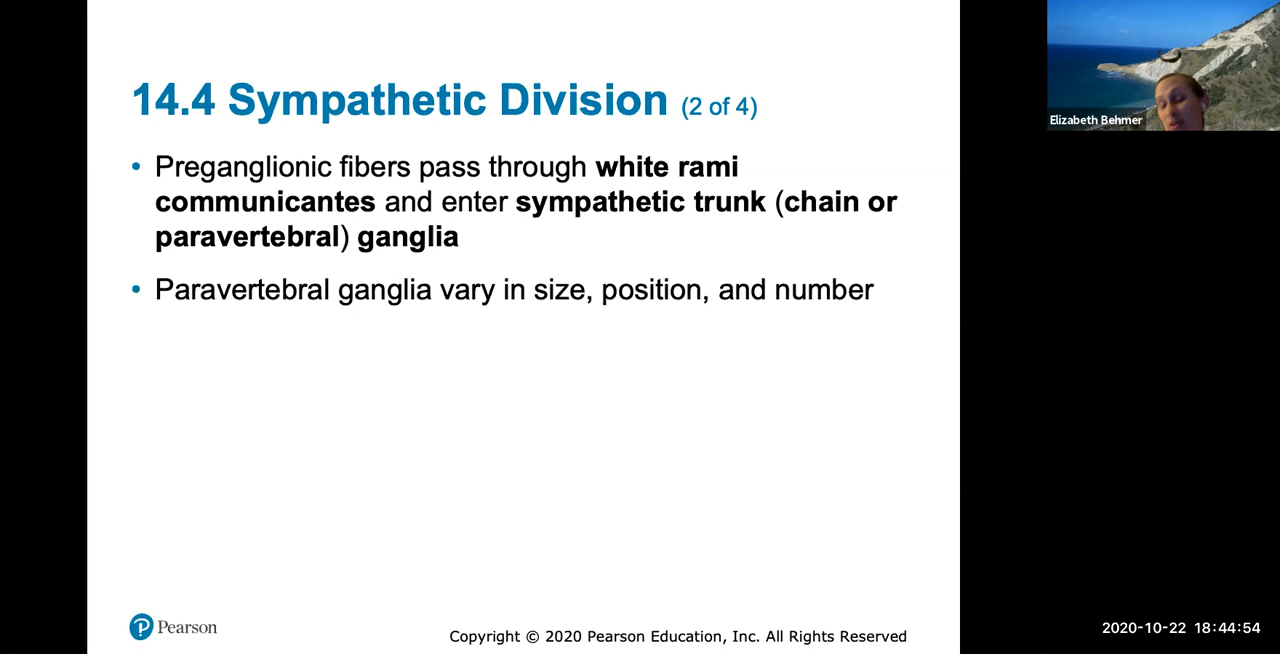 14.4 Sympathetic Division (2 of 4)
• Preganglionic fibers pass through white rami
communicantes and enter sympathetic trunk (chain or
paravertebral) ganglia
• Paravertebral ganglia vary in size, position, and number
Pearson
Copyright © 2020 Pearson Education, Inc. All Rights Reserved
Elizabeth Behmer
2020-10-22 18:44:54